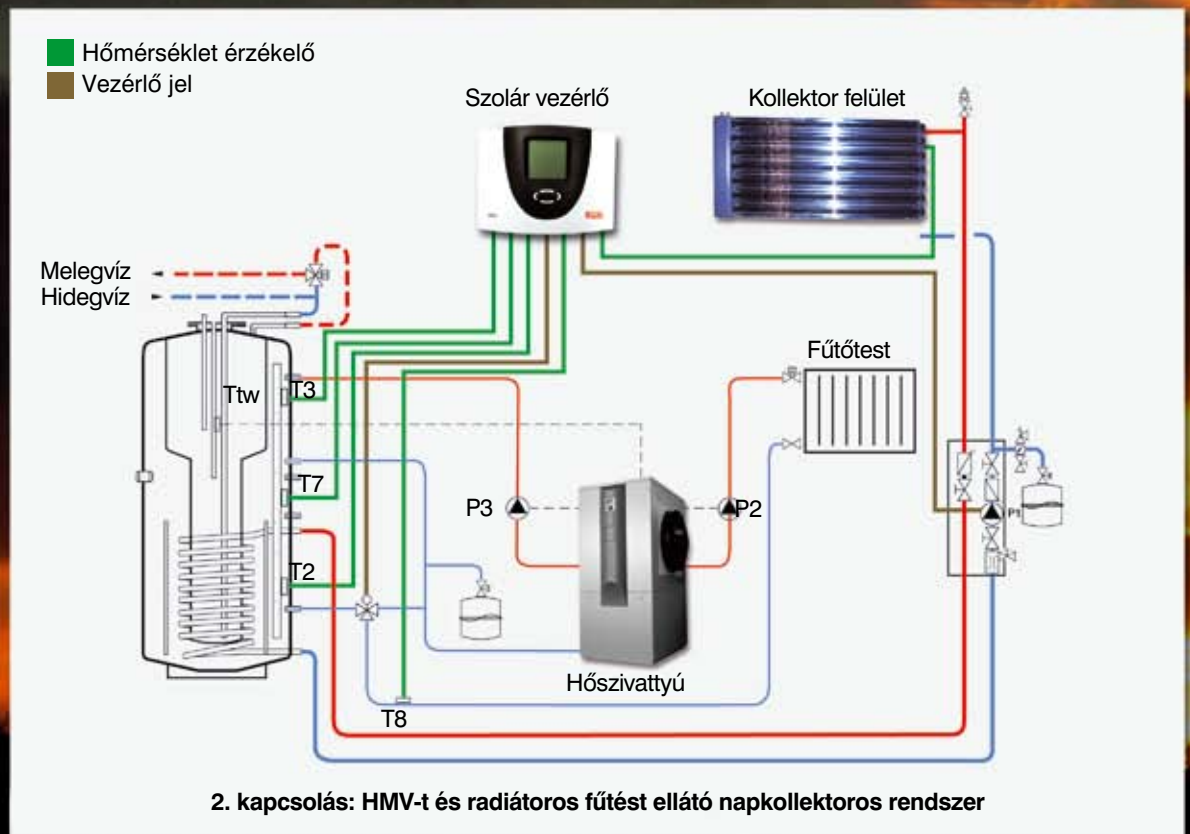 Hőmérséklet érzékelő
Vezérlő jel
Szolár vezérlő
Kollektor felület
Melegvíz
Hidegvíz
Fűtőtest
Ttw
T3
T7
P3
P2
P1
T2
Hőszivattyú
T8
2. kapcsolás: HMV-t és radiátoros fűtést ellátó napkollektoros rendszer